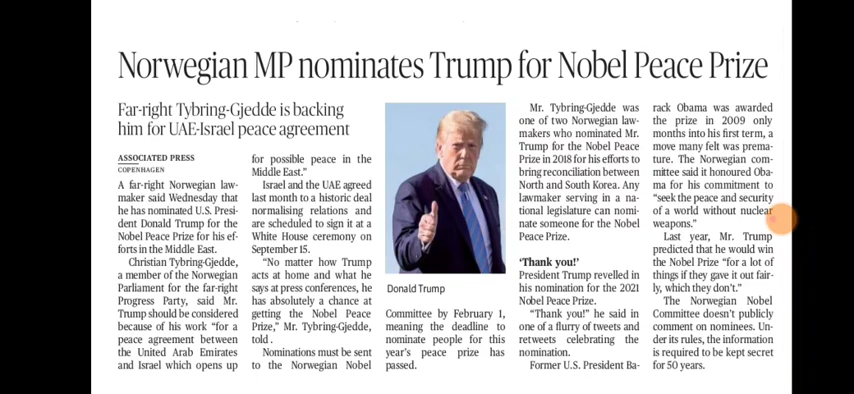 Norwegian MP nominates Trump for Nobel Peace Prize
Far-right Tybring-Gjedde is backing
him for UAE-Israel peace agreement
ASSOCIATED PRESS
COPENHAGEN
A far-right Norwegian law-
maker said Wednesday that
he has nominated U.S. Presi-
dent Donald Trump for the
Nobel Peace Prize for his ef-
forts in the Middle East.
Christian Tybring-Gjedde,
a member of the Norwegian
Parliament for the far-right
Progress Party, said Mr.
Trump should be considered
because of his work “for a
peace agreement between
the United Arab Emirates
and Israel which opens up
for possible peace in the
Middle East.”
Israel and the UAE agreed
last month to a historic deal
normalising relations and
are scheduled to sign it at a
White House ceremony on
September 15.
“No matter how Trump
acts at home and what he
says at press conferences, he
has absolutely a chance at
getting the Nobel Peace
Prize,” Mr. Tybring-Gjedde,
told .
Nominations must be sent
to the Norwegian Nobel
Donald Trump
Committee by February 1,
meaning the deadline to
nominate people for this
year's peace prize has
passed.
Mr. Tybring-Gjedde was
one of two Norwegian law-
makers who nominated Mr.
Trump for the Nobel Peace
Prize in 2018 for his efforts to
bring reconciliation between
North and South Korea. Any
lawmaker serving in a na-
tional legislature can nomi-
nate someone for the Nobel
Peace Prize.
‘Thank you!’
President Trump revelled in
his nomination for the 2021
Nobel Peace Prize.
“Thank you!” he said in
one of a flurry of tweets and
retweets celebrating the
nomination.
Former U.S. President Ba-
rack Obama was awarded
the prize in 2009 only
months into his first term, a
move many felt was prema-
ture. The Norwegian com-
mittee said it honoured Oba-
ma for his commitment to
“seek the peace and security
of a world without nuclear
weapons.”
Last year, Mr. Trump
predicted that he would win
the Nobel Prize “for a lot of
things if they gave it out fair-
ly, which they don't.”
The Norwegian Nobel
Committee doesn't publicly
comment on nominees. Un-
der its rules, the information
is required to be kept secret
for 50 years.